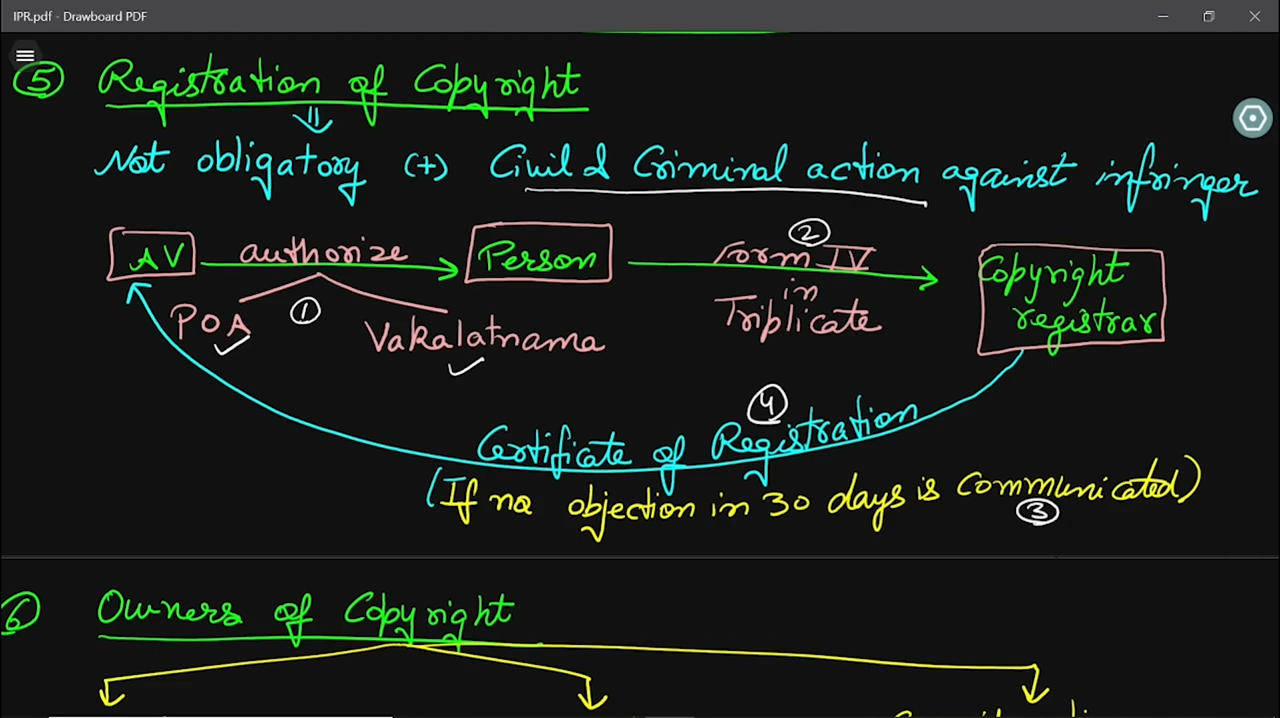 IPR.pdf - Drawboard PDF
⑤ Registration of Copyright
Not obligatory (+) Civil & Criminal action against infringer
AV authorize Person ② Form IV in Triplicate Copyright registrar
POA ① Vakalatnama
④
Certificate of Registration
(If no objection in 30 days is communicated)
③
⑥ Owners of Copyright